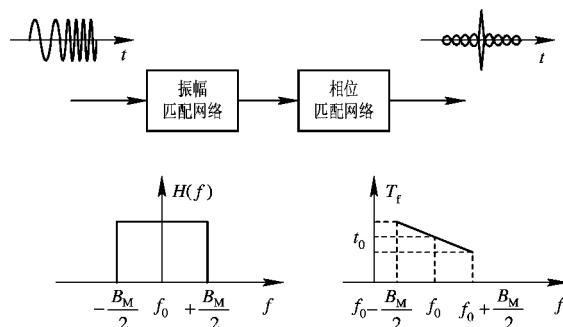 t
t
振幅
匹配网络
相位
匹配网络
H(f)
-B_M/2 f_0 +B_M/2 f
T_f
t_0
f_0-B_M/2 f_0 f_0+B_M/2 f